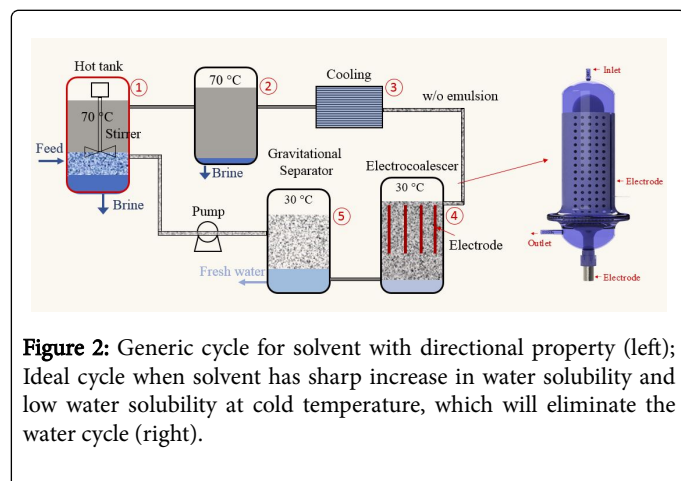 Hot tank
①
70 °C
Stirrer
Feed
Brine
70 °C
②
Brine
Cooling
③
w/o emulsion
Gravitational
Separator
30 °C
⑤
Pump
Fresh water
Electrocoalescer
30 °C
④
Electrode
Inlet
Electrode
Outlet
Electrode
Figure 2: Generic cycle for solvent with directional property (left);
Ideal cycle when solvent has sharp increase in water solubility and
low water solubility at cold temperature, which will eliminate the
water cycle (right).